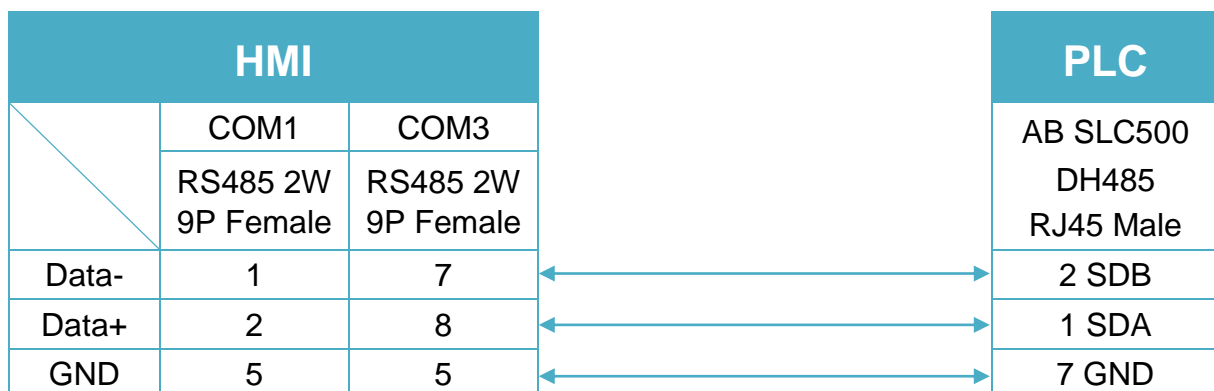 HMI
PLC
COM1 COM3
AB SLC500
RS485 2W RS485 2W
DH485
9P Female 9P Female
RJ45 Male
Data- 1 7 2 SDB
Data+ 2 8 1 SDA
GND 5 5 7 GND